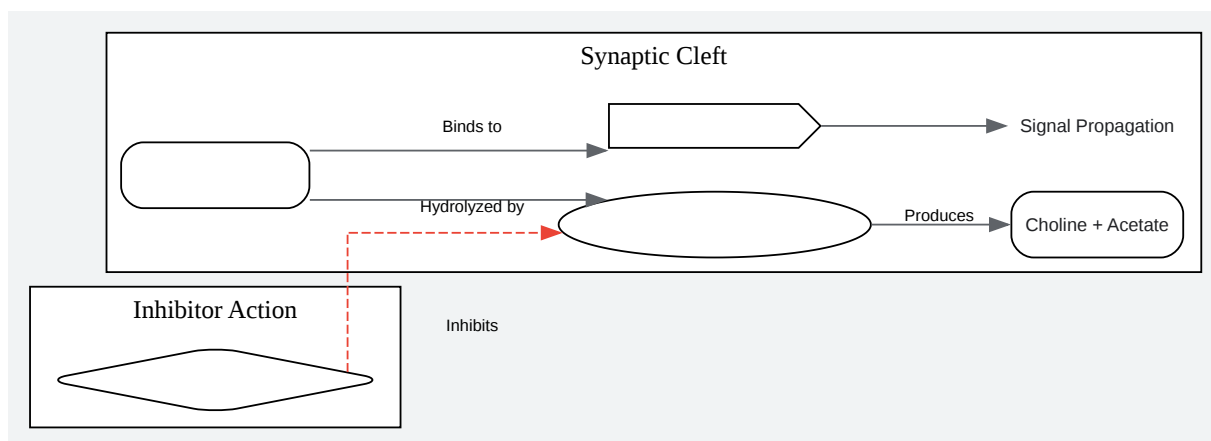 Synaptic Cleft
Binds to
Signal Propagation
Hydrolyzed by
Produces
Choline + Acetate
Inhibitor Action
Inhibits